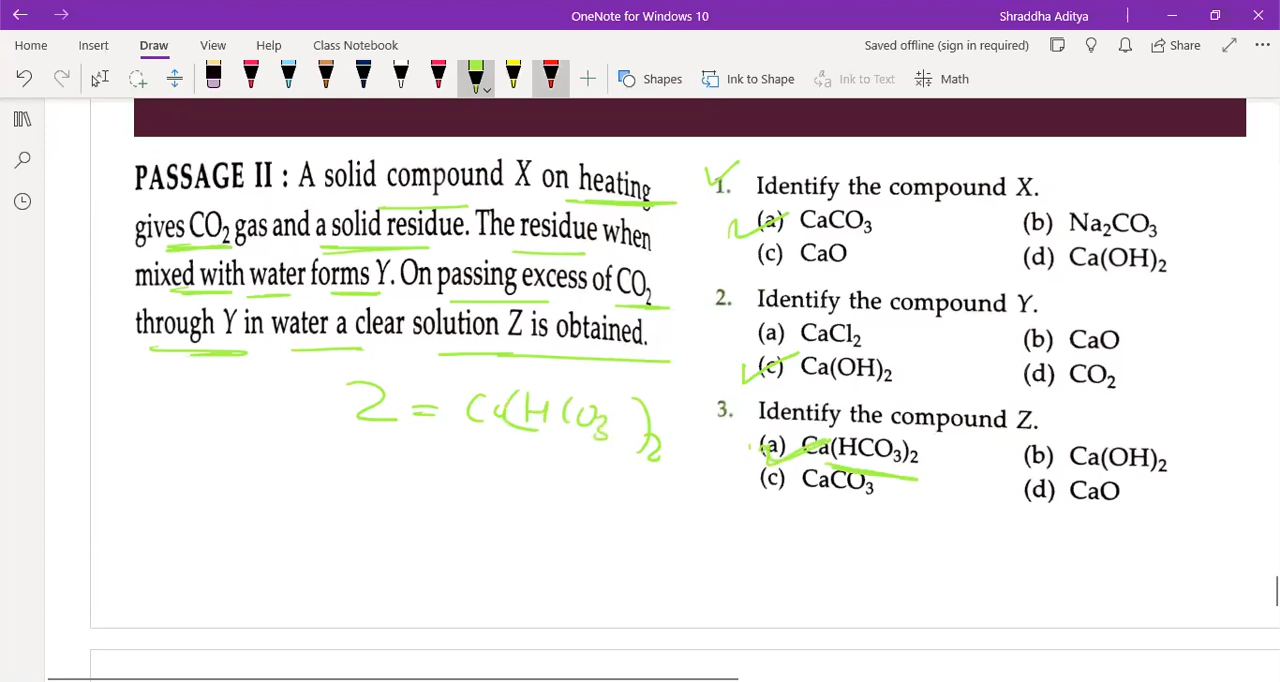 OneNote for Windows 10
Shraddha Aditya
Home Insert Draw View Help Class Notebook
Saved offline (sign in required) Share
Shapes Ink to Shape Ink to Text Math
PASSAGE II : A solid compound X on heating
gives CO₂ gas and a solid residue. The residue when
mixed with water forms Y. On passing excess of CO₂
through Y in water a clear solution Z is obtained.
Z = Ca(HCO₃)₂
1. Identify the compound X.
(a) CaCO₃ (b) Na₂CO₃
(c) CaO (d) Ca(OH)₂
2. Identify the compound Y.
(a) CaCl₂ (b) CaO
(c) Ca(OH)₂ (d) CO₂
3. Identify the compound Z.
(a) Ca(HCO₃)₂ (b) Ca(OH)₂
(c) CaCO₃ (d) CaO